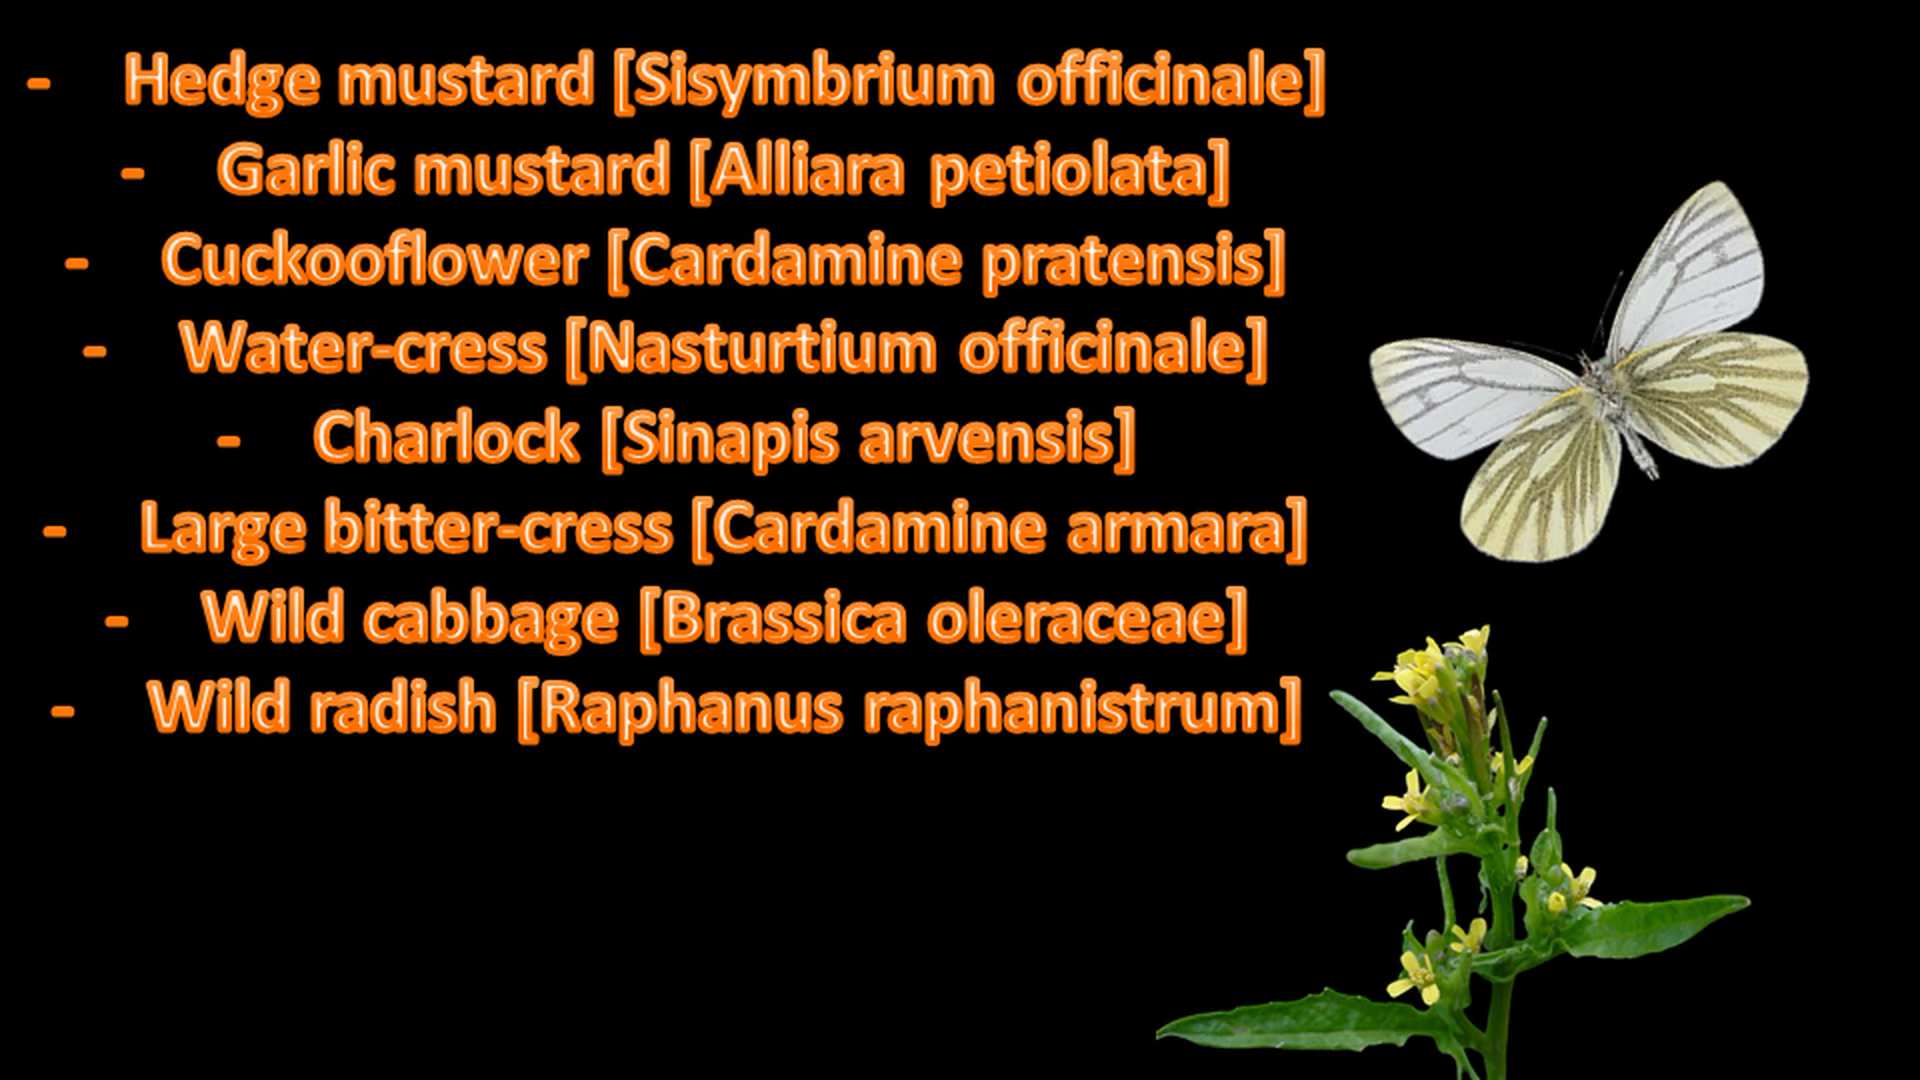 - Hedge mustard [Sisymbrium officinale]
- Garlic mustard [Alliara petiolata]
- Cuckooflower [Cardamine pratensis]
- Water-cress [Nasturtium officinale]
- Charlock [Sinapis arvensis]
- Large bitter-cress [Cardamine armara]
- Wild cabbage [Brassica oleraceae]
- Wild radish [Raphanus raphanistrum]